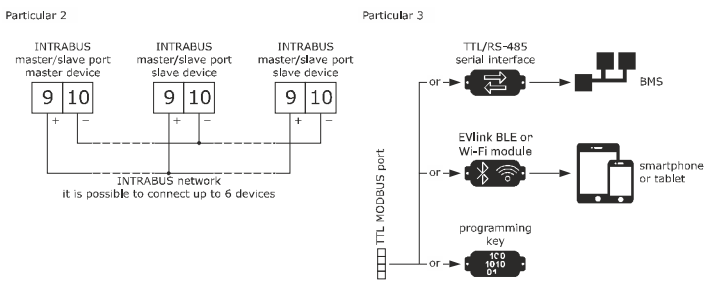 Particular 2
INTRABUS
master/slave port
master device
INTRABUS
master/slave port
slave device
INTRABUS
master/slave port
slave device
9 10
9 10
9 10
+ −
+ −
+ −
INTRABUS network
it is possible to connect up to 6 devices
Particular 3
TTL/RS-485
serial interface
or
BMS
EVlink BLE or
Wi-Fi module
or
smartphone
or tablet
TTL MODBUS port
programming
key
or
100
1010
01